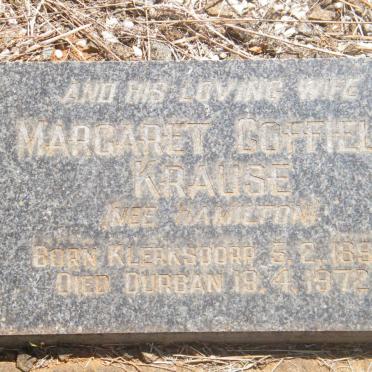 AND HIS LOVING WIFE
MARGARET COFFIEL
KRAUSE
(NEE HAMILTON)
BORN KLERKSDORP 5.2.189
DIED DURBAN 19.4.1972